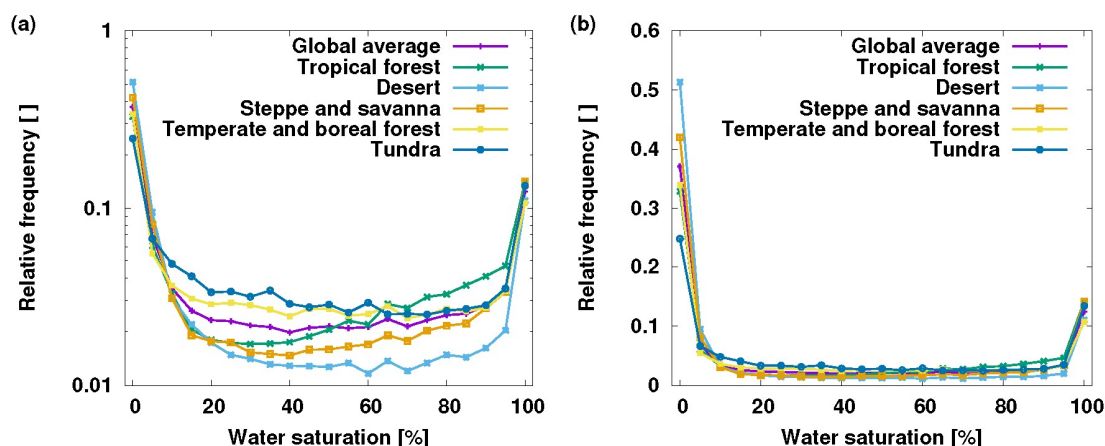 (a)
Relative frequency [ ]
1
0.1
0.01
Global average
Tropical forest
Desert
Steppe and savanna
Temperate and boreal forest
Tundra
0 20 40 60 80 100
Water saturation [%]
(b)
Relative frequency [ ]
0.6
0.5
0.4
0.3
0.2
0.1
0
Global average
Tropical forest
Desert
Steppe and savanna
Temperate and boreal forest
Tundra
0 20 40 60 80 100
Water saturation [%]